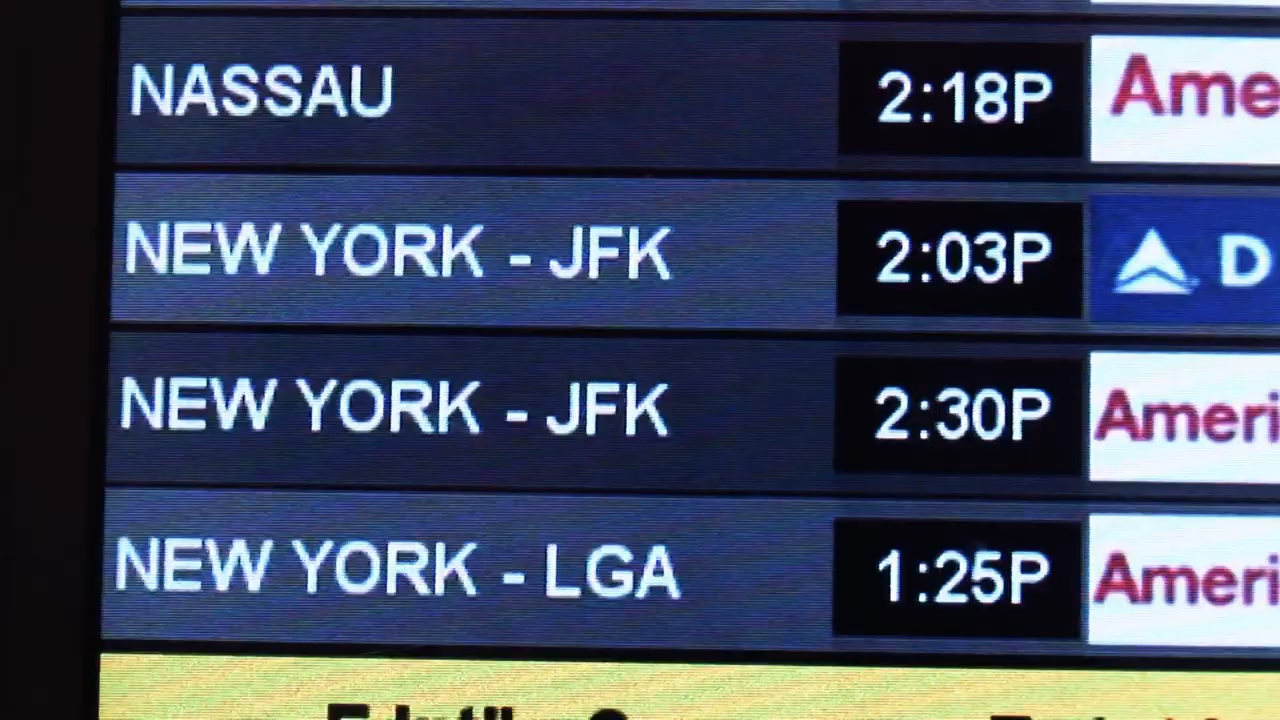 NASSAU 2:18P Ame
NEW YORK - JFK 2:03P D
NEW YORK - JFK 2:30P Ameri
NEW YORK - LGA 1:25P Ameri